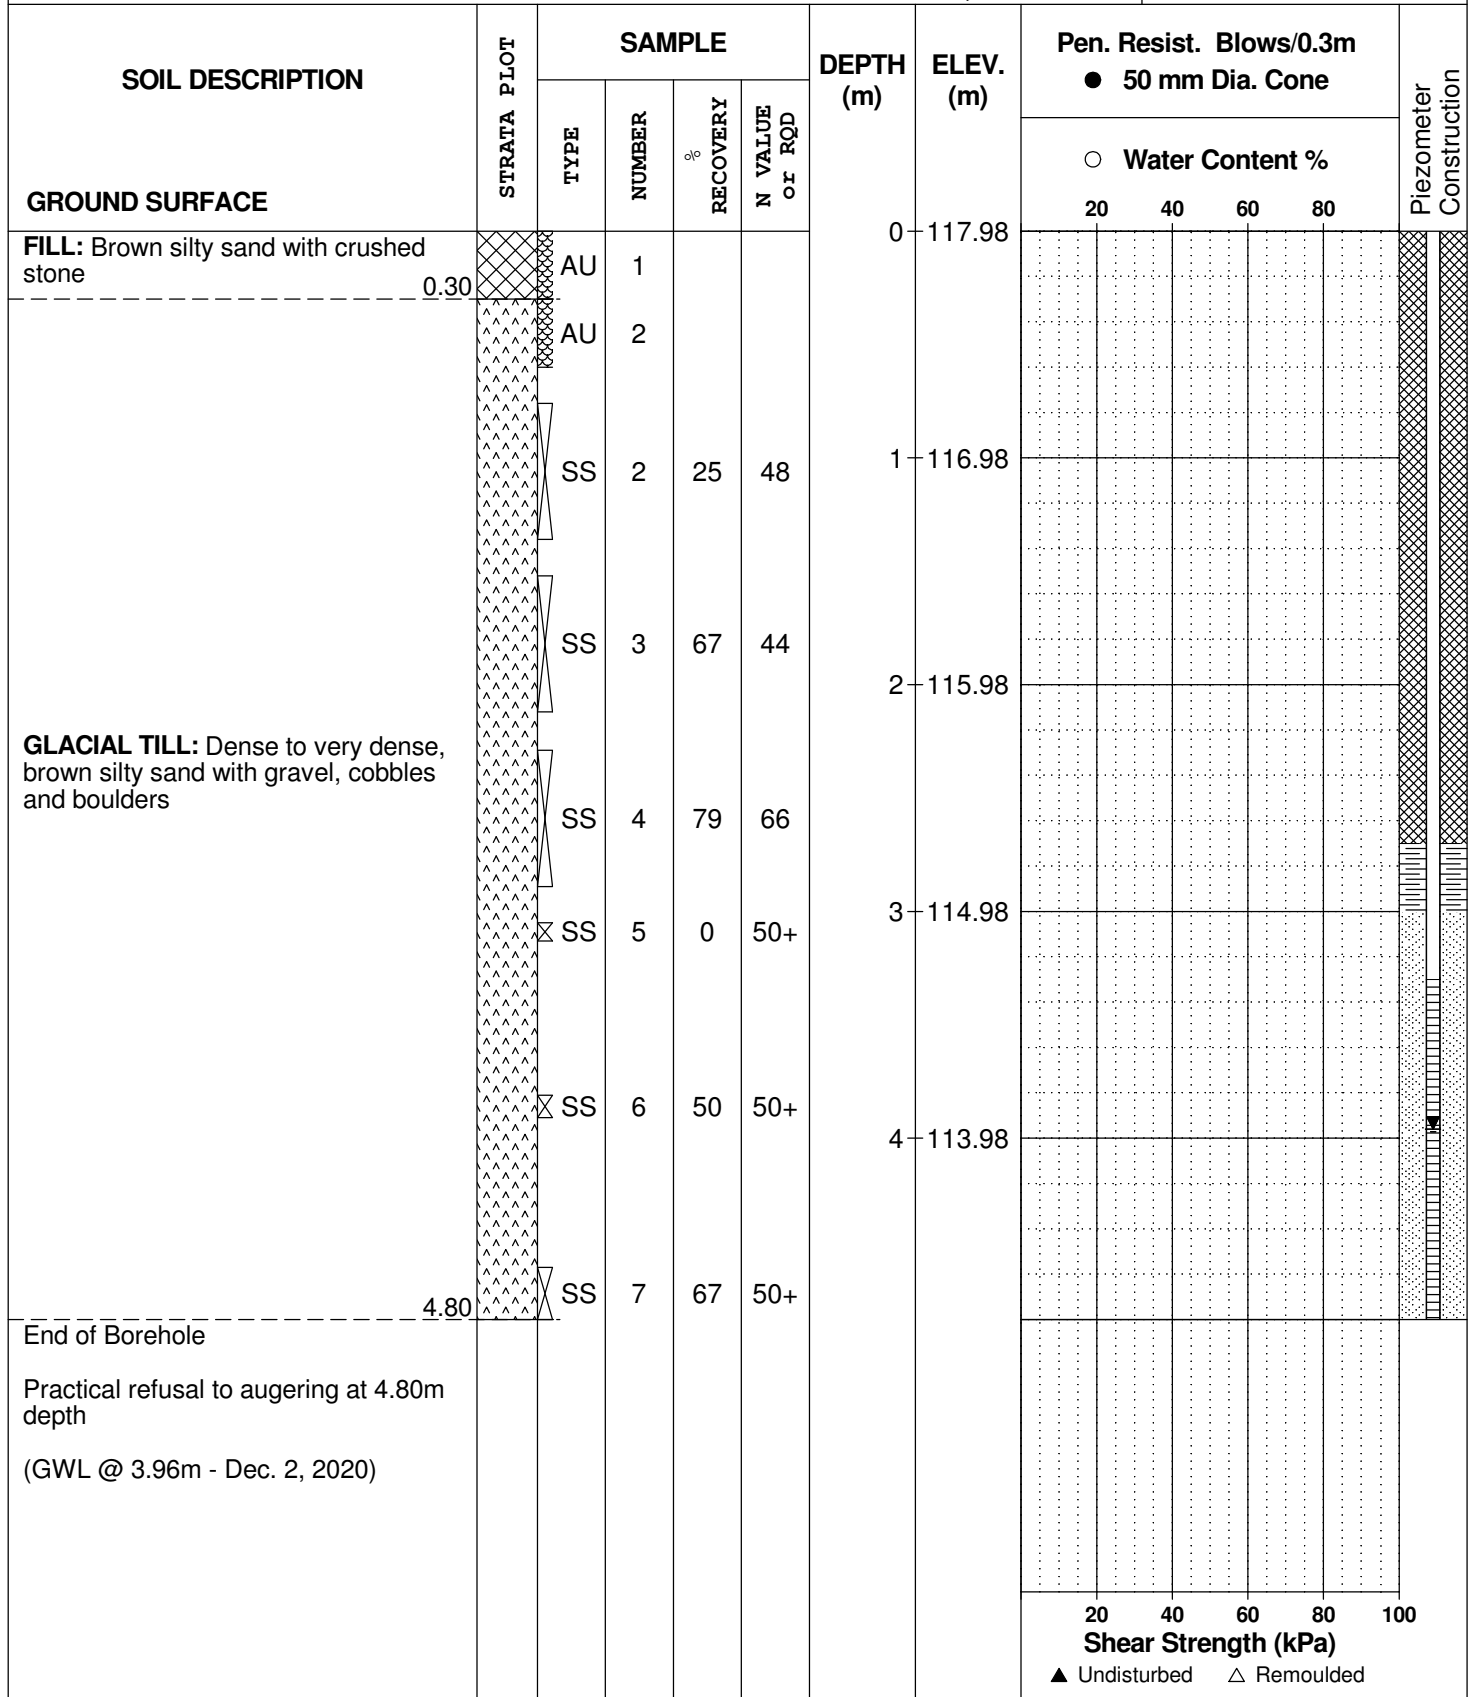 SOIL DESCRIPTION
GROUND SURFACE
STRATA PLOT
SAMPLE
TYPE
NUMBER
%
RECOVERY
N VALUE
or RQD
DEPTH
(m)
ELEV.
(m)
Pen. Resist. Blows/0.3m
● 50 mm Dia. Cone
○ Water Content %
20 40 60 80
Piezometer
Construction
0 117.98
FILL: Brown silty sand with crushed
stone
0.30
AU 1
AU 2
SS 2 25 48
1 116.98
SS 3 67 44
2 115.98
GLACIAL TILL: Dense to very dense,
brown silty sand with gravel, cobbles
and boulders
SS 4 79 66
3 114.98
SS 5 0 50+
SS 6 50 50+
4 113.98
SS 7 67 50+
4.80
End of Borehole
Practical refusal to augering at 4.80m
depth
(GWL @ 3.96m - Dec. 2, 2020)
20 40 60 80 100
Shear Strength (kPa)
▲ Undisturbed △ Remoulded